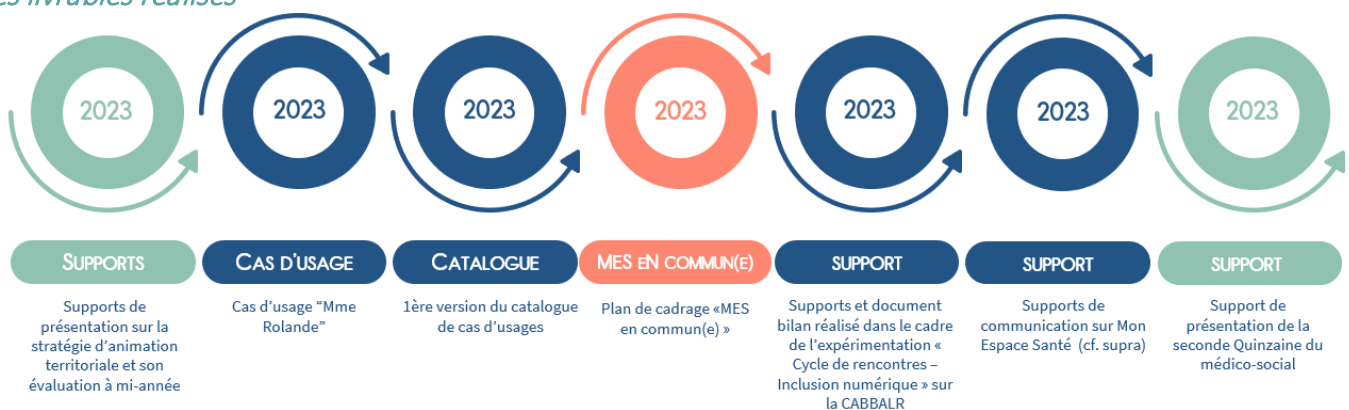 es livrables réalisés
2023
2023
2023
2023
2023
2023
2023
SUPPORTS
Supports de
présentation sur la
stratégie d'animation
territoriale et son
évaluation à mi-année
CAS D'USAGE
Cas d'usage "Mme
Rolande"
CATALOGUE
1ère version du catalogue
de cas d'usages
MES EN COMMUN(E)
Plan de cadrage «MES
en commun(e) »
SUPPORT
Supports et document
bilan réalisé dans le cadre
de l'expérimentation «
Cycle de rencontres –
Inclusion numérique » sur
la CABBALR
SUPPORT
Supports de
communication sur Mon
Espace Santé (cf. supra)
SUPPORT
Support de
présentation de la
seconde Quinzaine du
médico-social